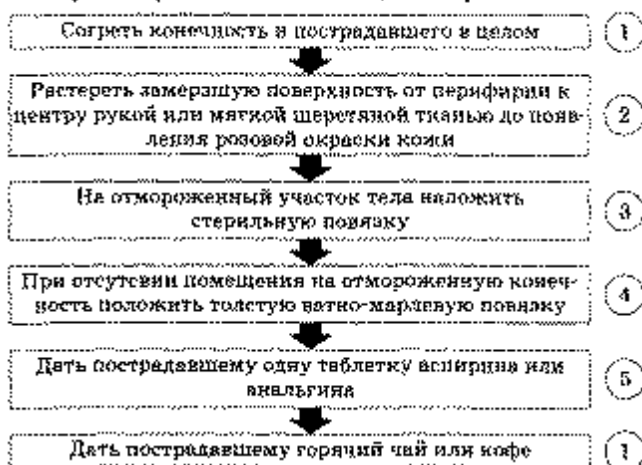 Согреть конечность и пострадавшего в целом
1
Растереть замерзшую поверхность от перифарии к
центру рукой или мягкой шерстяной тканью до появ-
ления розовой окраски кожи
2
На отмороженный участок тела наложить
стерильную повязку
3
При отсутсвии помещения на отмороженную конеч-
ность положить толстую ватно-марлевую повязку
4
Дать пострадавшему одну таблетку аспирина или
анальгина
5
Дать пострадавшему горячий чай или кофе
1